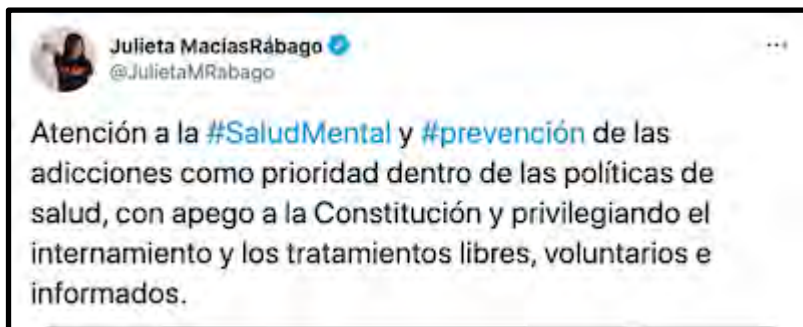 Julieta MacíasRábago
@JulietaMRabago
Atención a la #SaludMental y #prevención de las
adicciones como prioridad dentro de las políticas de
salud, con apego a la Constitución y privilegiando el
internamiento y los tratamientos libres, voluntarios e
informados.